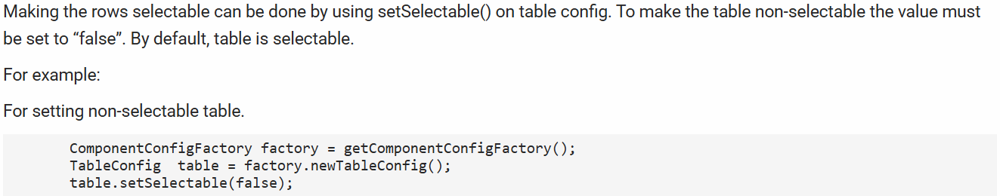 Making the rows selectable can be done by using setSelectable() on table config. To make the table non-selectable the value must
be set to “false”. By default, table is selectable.
For example:
For setting non-selectable table.
ComponentConfigFactory factory = getComponentConfigFactory();
TableConfig  table = factory.newTableConfig();
table.setSelectable(false);